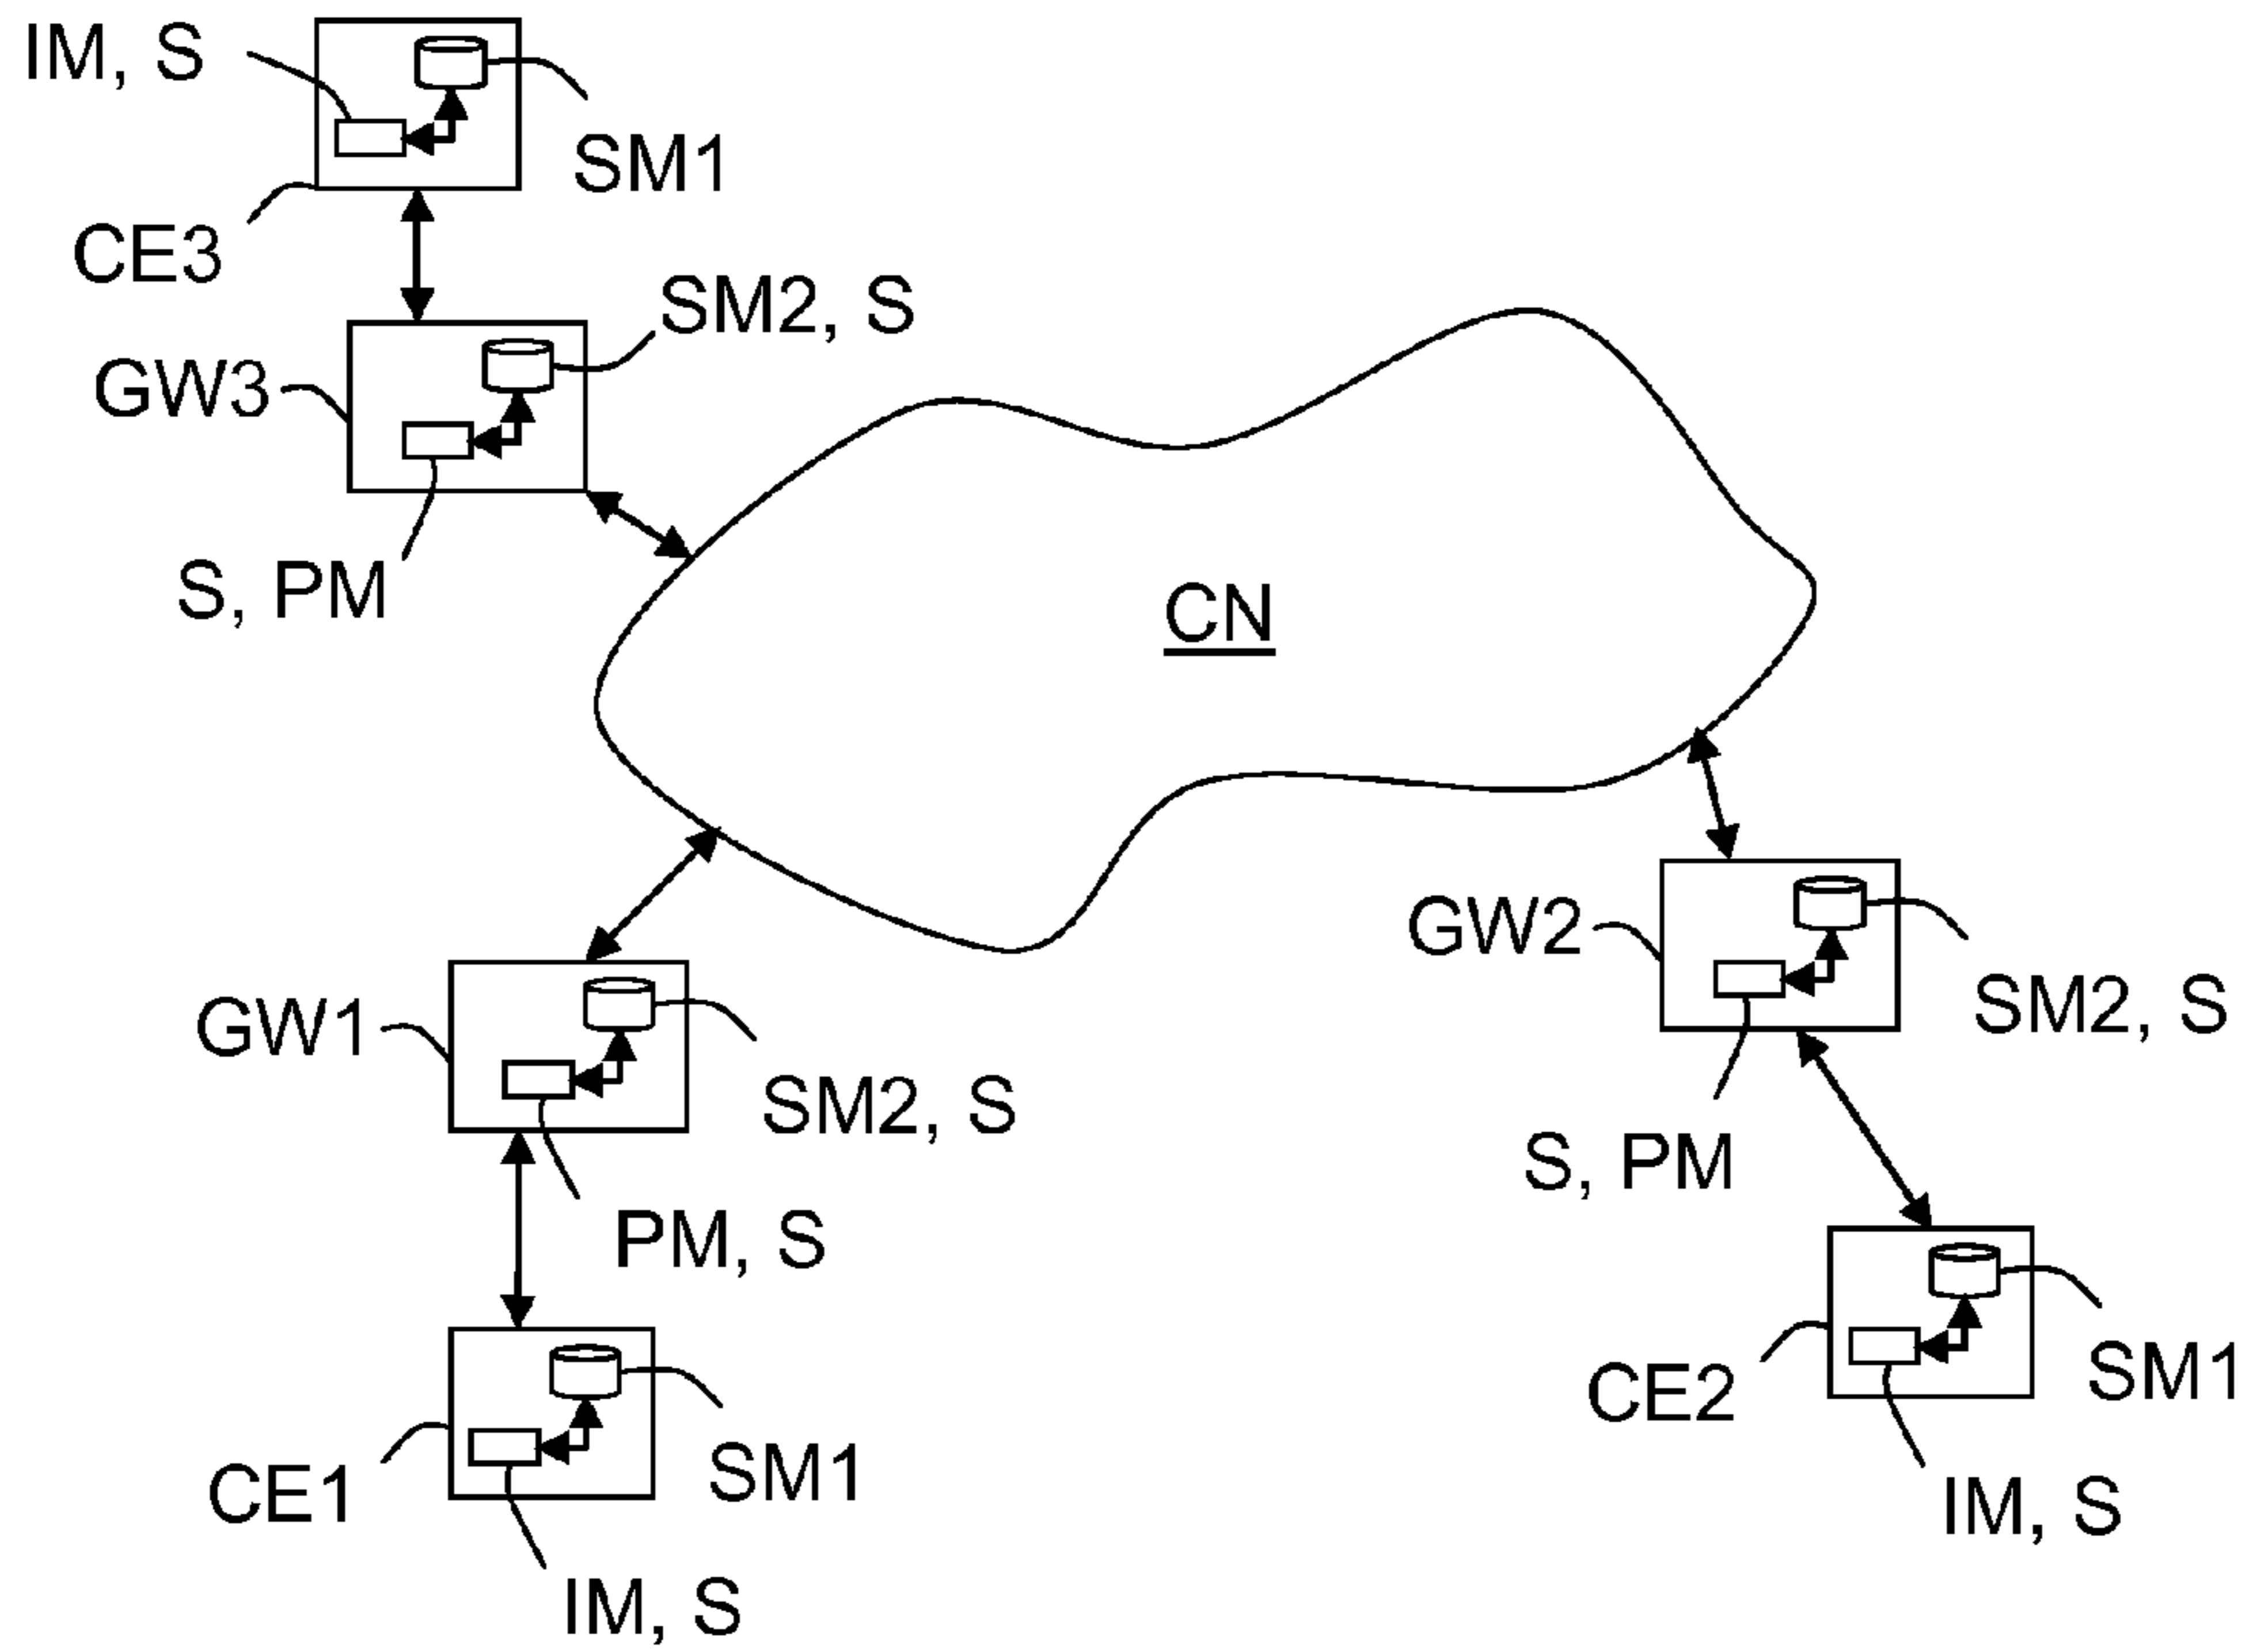 IM, S
SM1
CE3
SM2, S
GW3
S, PM
CN
GW2
SM2, S
GW1
SM2, S
S, PM
PM, S
SM1
CE2
SM1
CE1
IM, S
IM, S